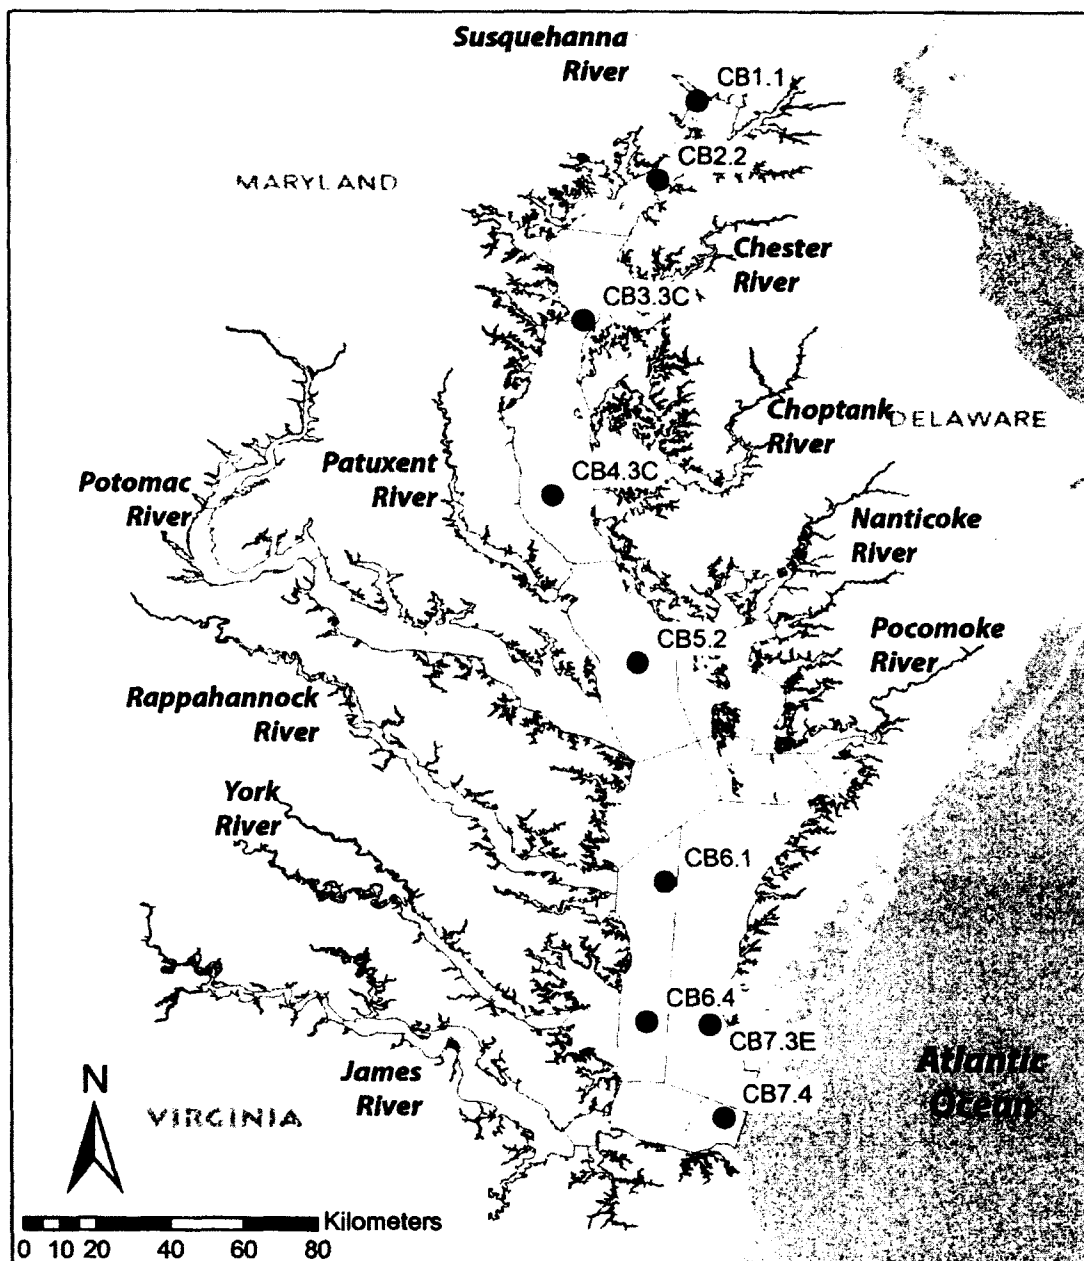 Susquehanna
River
CB1.1
CB2.2
MARYLAND
Chester
River
CB3.3C
Choptank
River
DELAWARE
CB4.3C
Patuxent
River
Potomac
River
Nanticoke
River
CB5.2
Pocomoke
River
Rappahannock
River
York
River
CB6.1
CB6.4
CB7.3E
Atlantic
Ocean
James
River
CB7.4
N
VIRGINIA
Kilometers
0 10 20 40 60 80